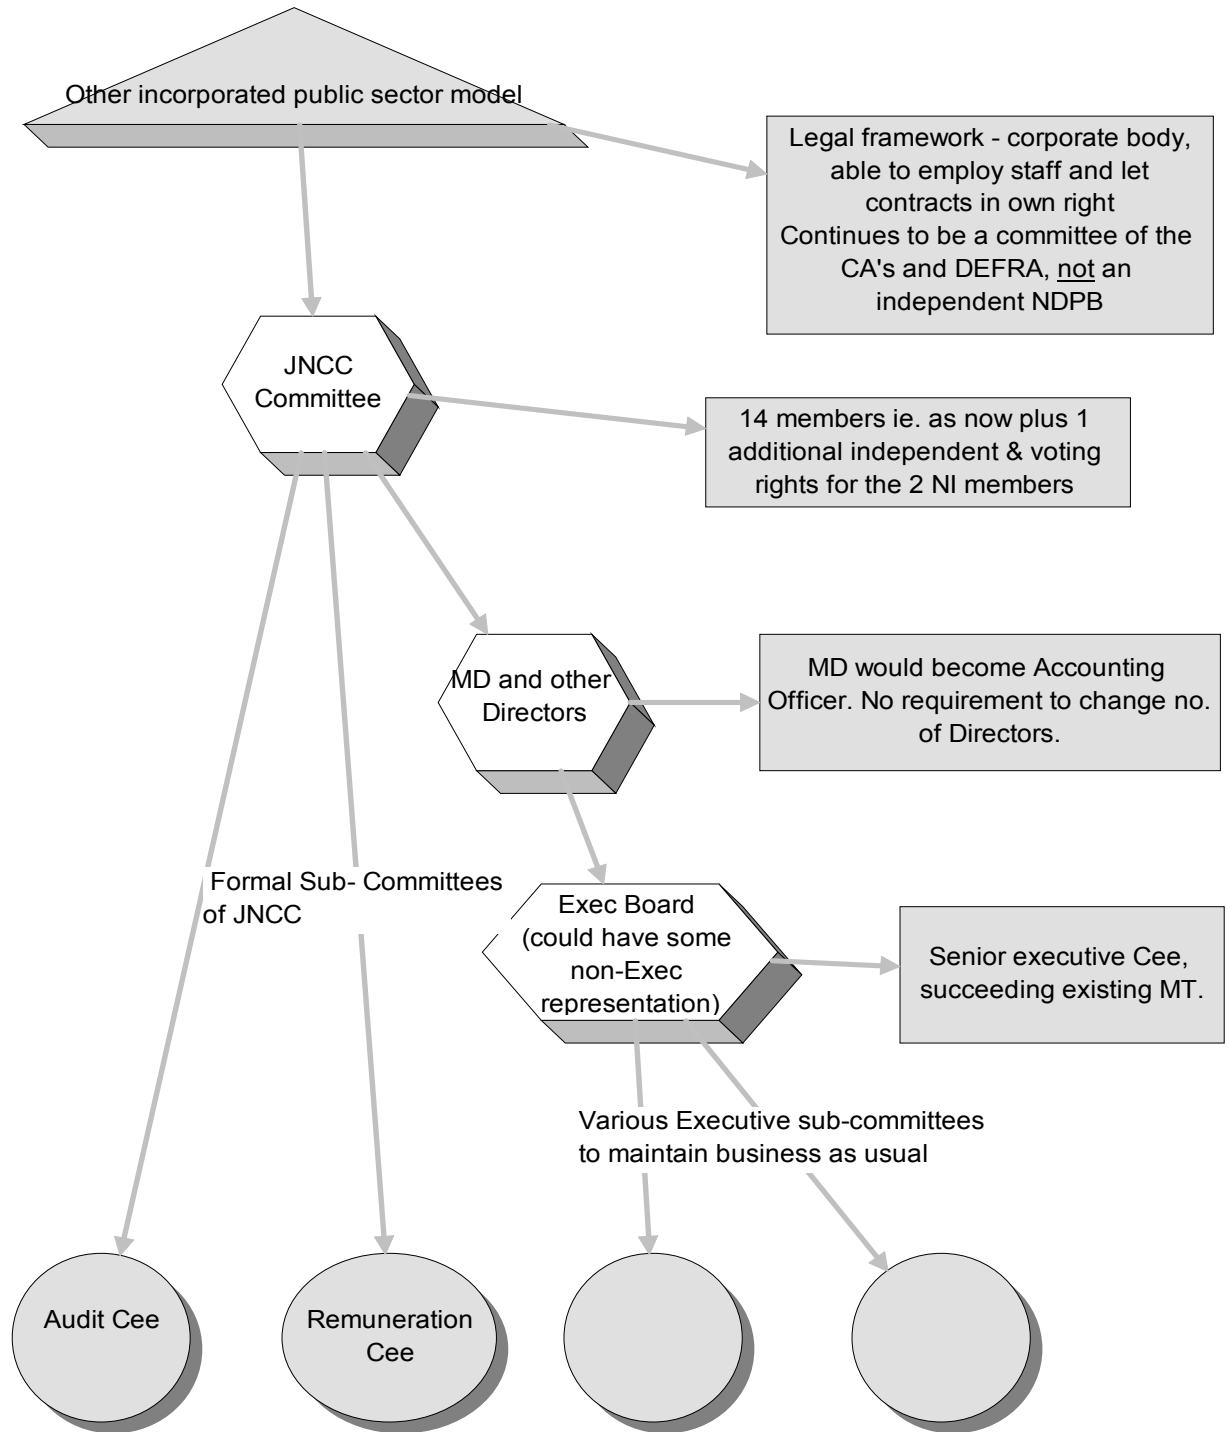 Other incorporated public sector model
Legal framework - corporate body,
able to employ staff and let
contracts in own right
Continues to be a committee of the
CA's and DEFRA, not an
independent NDPB
JNCC
Committee
14 members ie. as now plus 1
additional independent & voting
rights for the 2 NI members
MD and other
Directors
MD would become Accounting
Officer. No requirement to change no.
of Directors.
Formal Sub- Committees
of JNCC
Exec Board
(could have some
non-Exec
representation)
Senior executive Cee,
succeeding existing MT.
Various Executive sub-committees
to maintain business as usual
Audit Cee
Remuneration
Cee